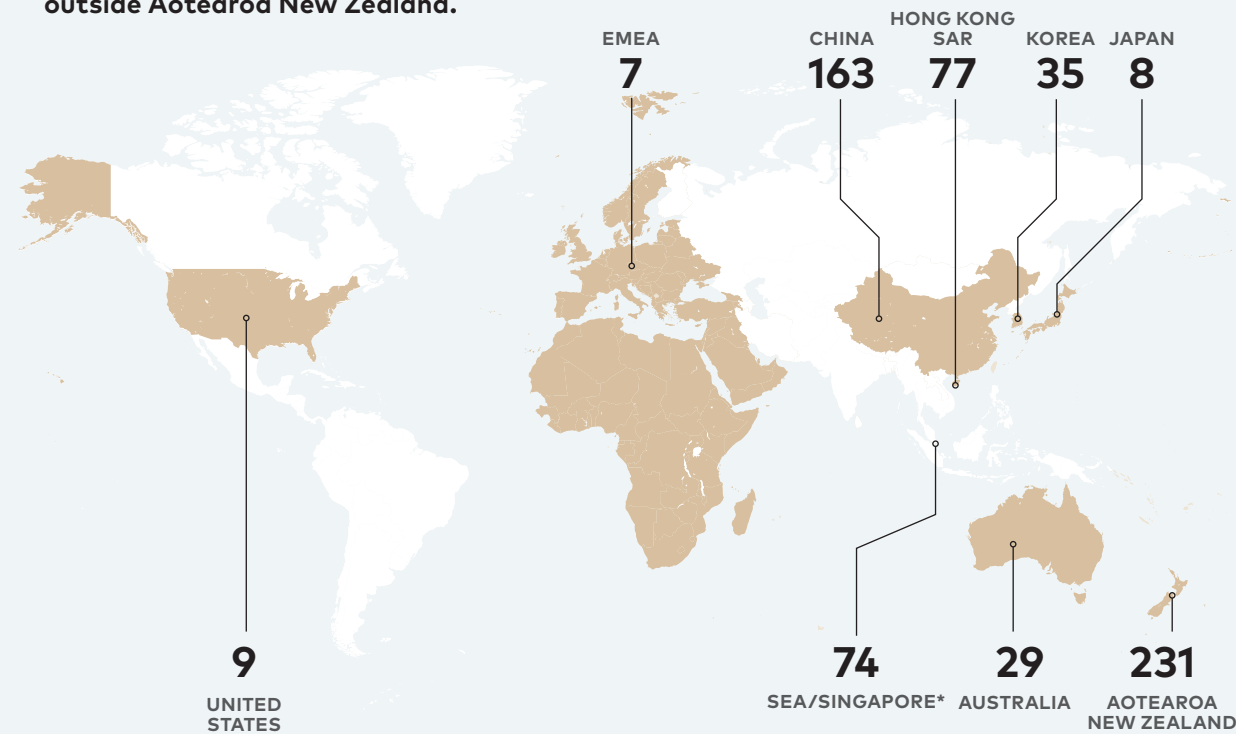 outside Aotearoa New Zealand.
EMEA
7
CHINA
163
HONG KONG
SAR
77
KOREA
35
JAPAN
8
9
UNITED
STATES
74
SEA/SINGAPORE*
29
AUSTRALIA
231
AOTEAROA
NEW ZEALAND